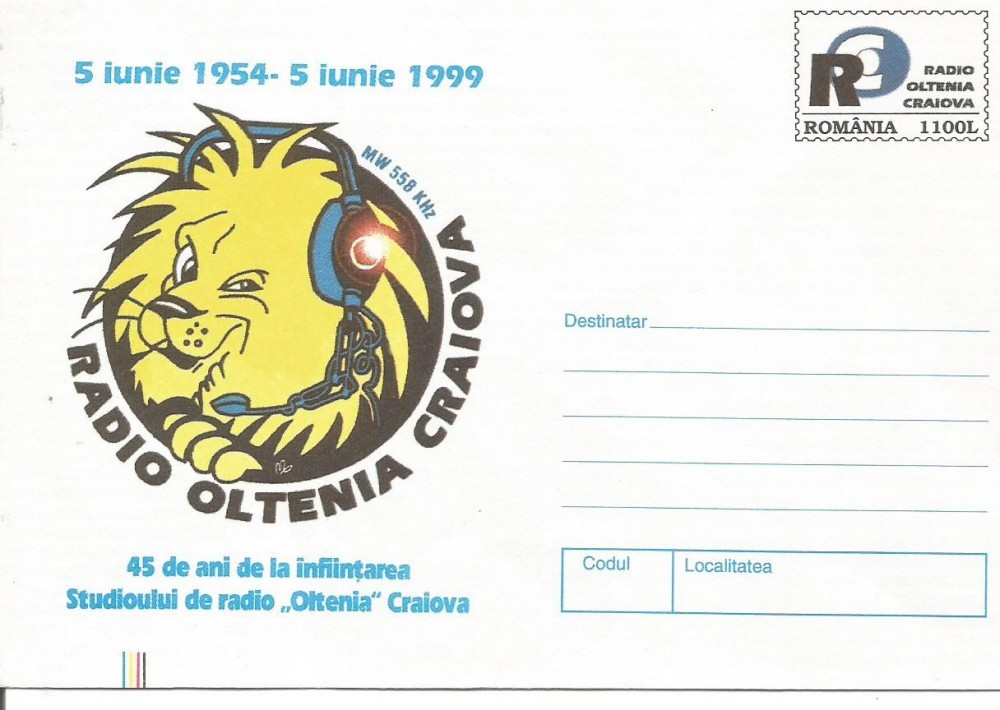 5 iunie 1954- 5 iunie 1999
RADIO
OLTENIA
CRAIOVA
ROMÂNIA 1100L
MW 558 KHz
RADIO OLTENIA CRAIOVA
Destinatar
45 de ani de la înfiinţarea
Studioului de radio „Oltenia“ Craiova
Codul
Localitatea